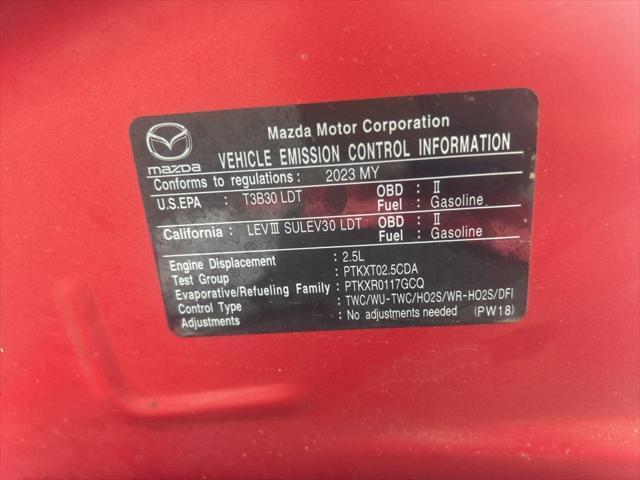 Mazda Motor Corporation
mazda
VEHICLE EMISSION CONTROL INFORMATION
Conforms to regulations : 2023 MY
U.S.EPA : T3B30 LDT OBD : II
Fuel : Gasoline
California : LEV III SULEV30 LDT OBD : II
Fuel : Gasoline
Engine Displacement : 2.5L
Test Group : PTKXT02.5CDA
Evaporative/Refueling Family : PTKXR0117GCQ
Control Type : TWC/WU-TWC/HO2S/WR-HO2S/DFI
Adjustments : No adjustments needed (PW18)